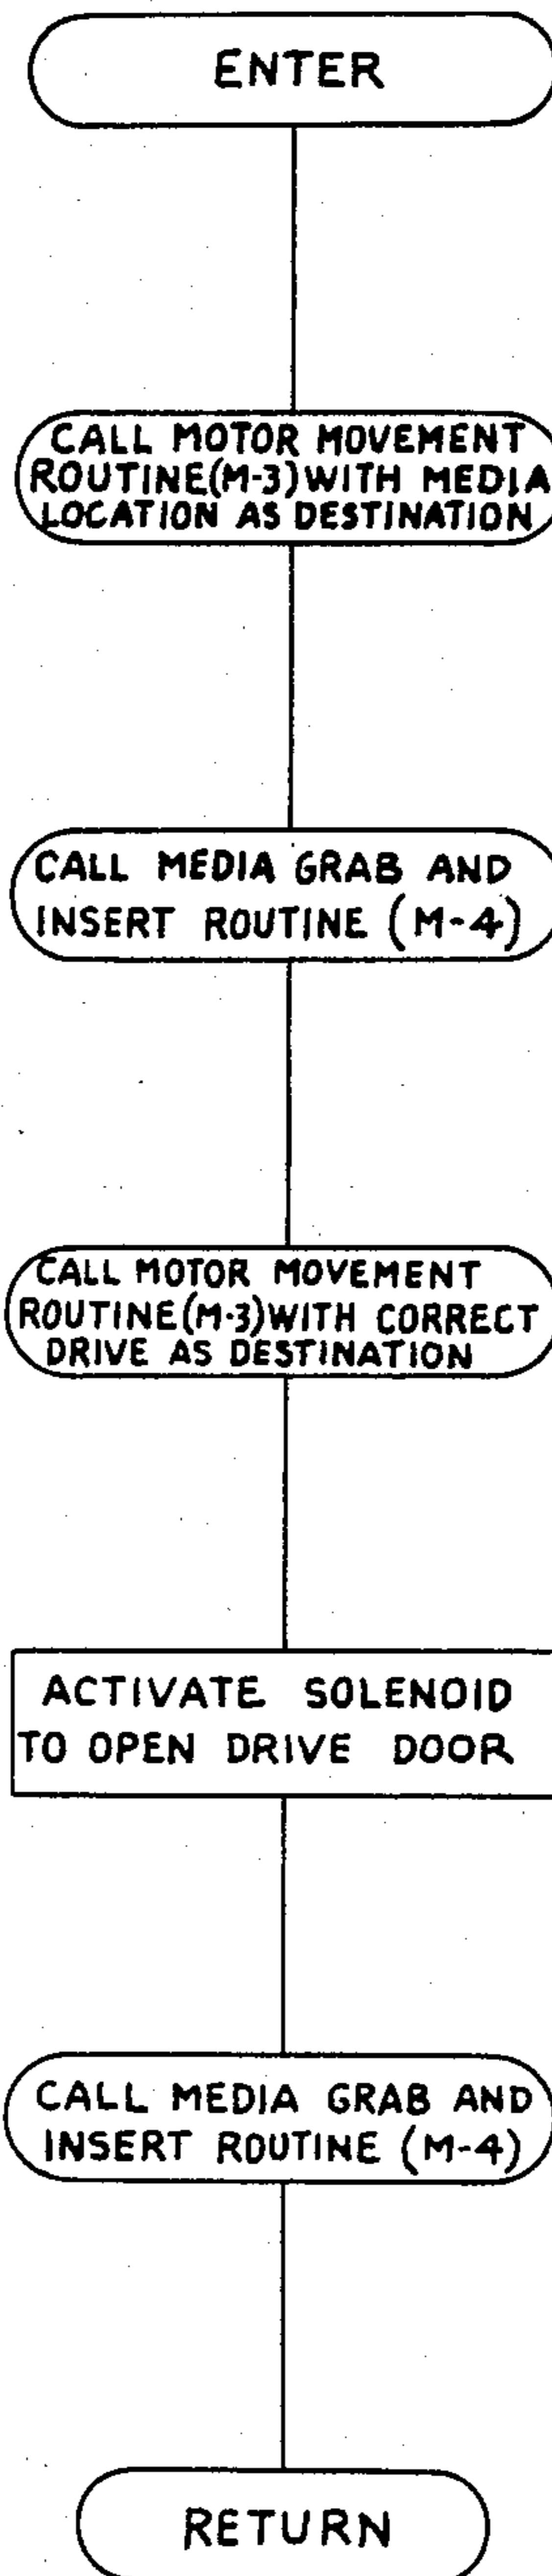 ENTER
CALL MOTOR MOVEMENT
ROUTINE(M-3)WITH MEDIA
LOCATION AS DESTINATION
CALL MEDIA GRAB AND
INSERT ROUTINE (M-4)
CALL MOTOR MOVEMENT
ROUTINE(M-3)WITH CORRECT
DRIVE AS DESTINATION
ACTIVATE SOLENOID
TO OPEN DRIVE DOOR
CALL MEDIA GRAB AND
INSERT ROUTINE (M-4)
RETURN